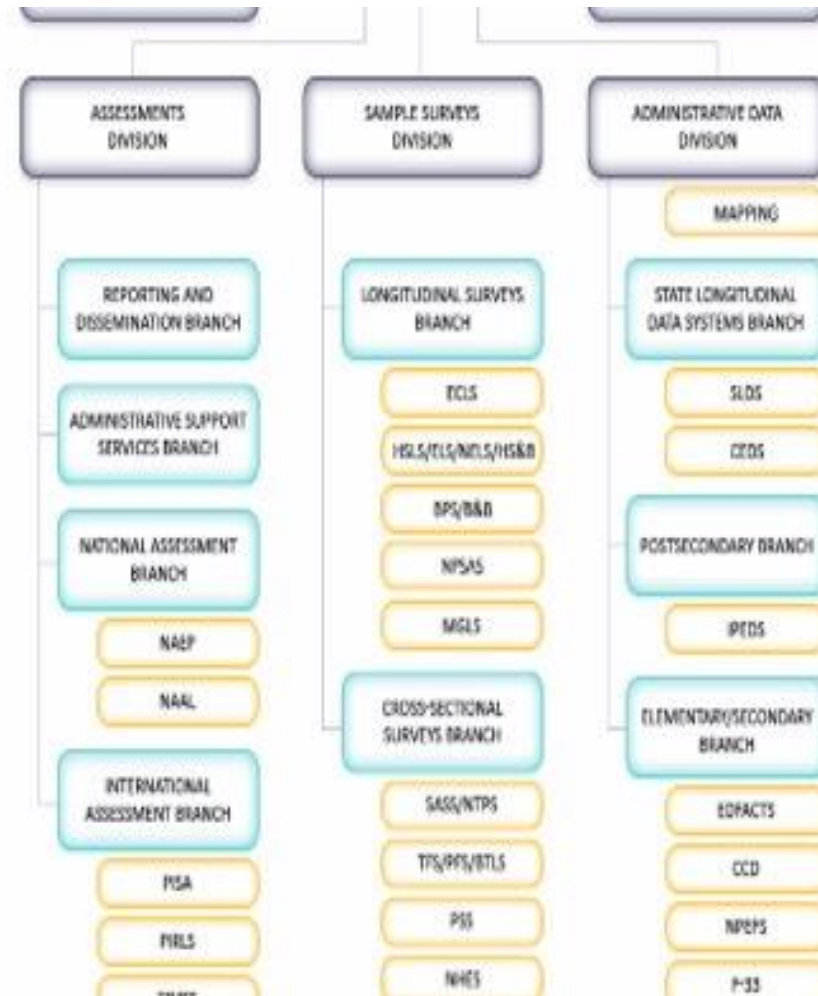 ASSESSMENTS
DIVISION
REPORTING AND
DISSEMINATION BRANCH
ADMINISTRATIVE SUPPORT
SERVICES BRANCH
NATIONAL ASSESSMENT
BRANCH
NAEP
NAAL
INTERNATIONAL
ASSESSMENT BRANCH
PISA
PIRLS
SAMPLE SURVEYS
DIVISION
LONGITUDINAL SURVEYS
BRANCH
ECLS
HSLS/ELS/NELS/HS&B
BPS/B&B
NPSAS
MGLS
CROSS-SECTIONAL
SURVEYS BRANCH
SASS/NTPS
TFS/PFS/BTLS
PSS
NHES
ADMINISTRATIVE DATA
DIVISION
MAPPING
STATE LONGITUDINAL
DATA SYSTEMS BRANCH
SLDS
CEDS
POSTSECONDARY BRANCH
IPEDS
ELEMENTARY/SECONDARY
BRANCH
EDFACTS
CCD
NPEFS
F-33